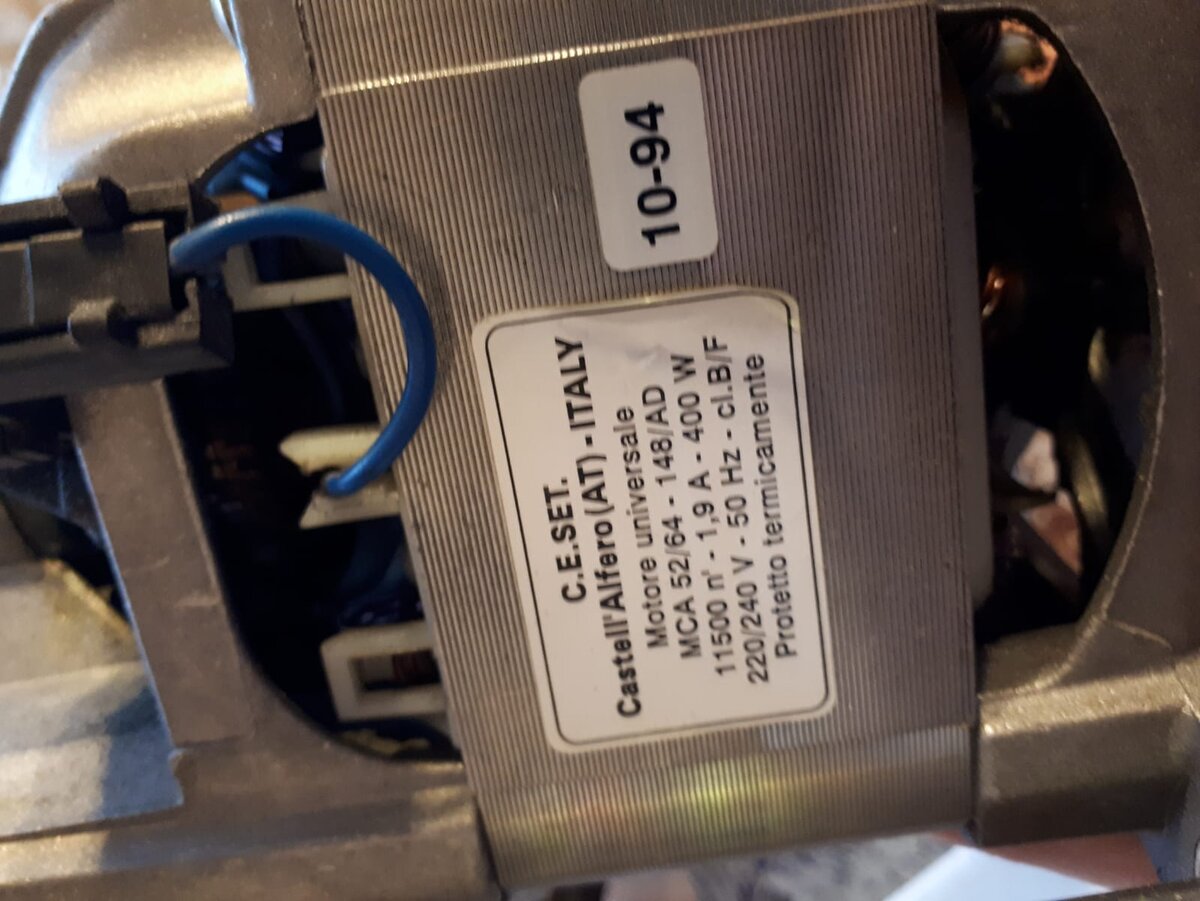 10-94
C.E.SET.
Castell'Alfero(AT)-ITALY
Motore universale
MCA 52/64 - 148/AD
11500 n' - 1,9 A - 400 W
220/240 V - 50 Hz - cl.B/F
Protetto termicamente